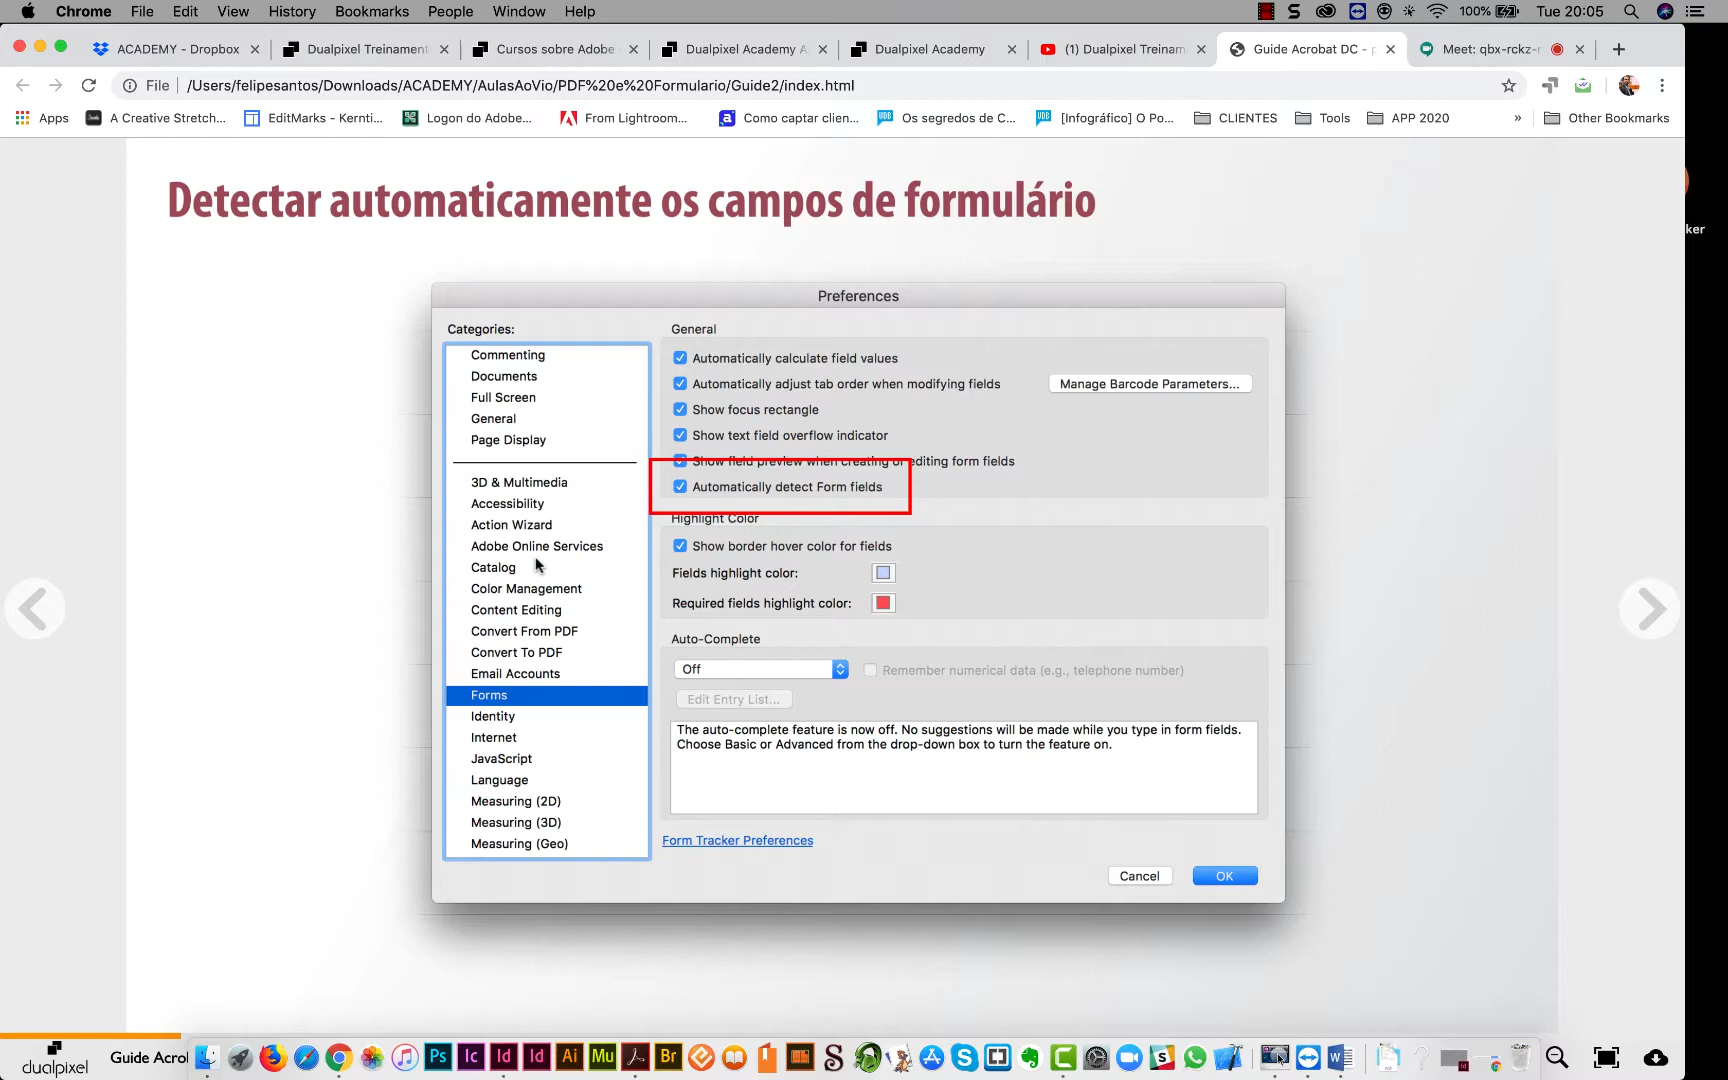 Chrome File Edit View History Bookmarks People Window Help 100% Tue 20:05
ACADEMY - Dropbox Dualpixel Treinament Cursos sobre Adobe Dualpixel Academy A Dualpixel Academy (1) Dualpixel Treinam Guide Acrobat DC - Meet: qbx-rckz-
File /Users/felipesantos/Downloads/ACADEMY/AulasAoVio/PDF%20e%20Formulario/Guide2/index.html
Apps A Creative Stretch... EditMarks - Kernti... Logon do Adobe... From Lightroom... Como captar clien... Os segredos de C... [Infográfico] O Po... CLIENTES Tools APP 2020 » Other Bookmarks
Detectar automaticamente os campos de formulário
ker
Preferences
Categories:
Commenting
Documents
Full Screen
General
Page Display
3D & Multimedia
Accessibility
Action Wizard
Adobe Online Services
Catalog
Color Management
Content Editing
Convert From PDF
Convert To PDF
Email Accounts
Forms
Identity
Internet
JavaScript
Language
Measuring (2D)
Measuring (3D)
Measuring (Geo)
General
Automatically calculate field values
Automatically adjust tab order when modifying fields Manage Barcode Parameters...
Show focus rectangle
Show text field overflow indicator
Show field preview when creating or editing form fields
Automatically detect Form fields
Highlight Color
Show border hover color for fields
Fields highlight color:
Required fields highlight color:
Auto-Complete
Off Remember numerical data (e.g., telephone number)
Edit Entry List...
The auto-complete feature is now off. No suggestions will be made while you type in form fields.
Choose Basic or Advanced from the drop-down box to turn the feature on.
Form Tracker Preferences
Cancel OK
dualpixel Guide Acro Ps Ic Id Id Ai Mu Br